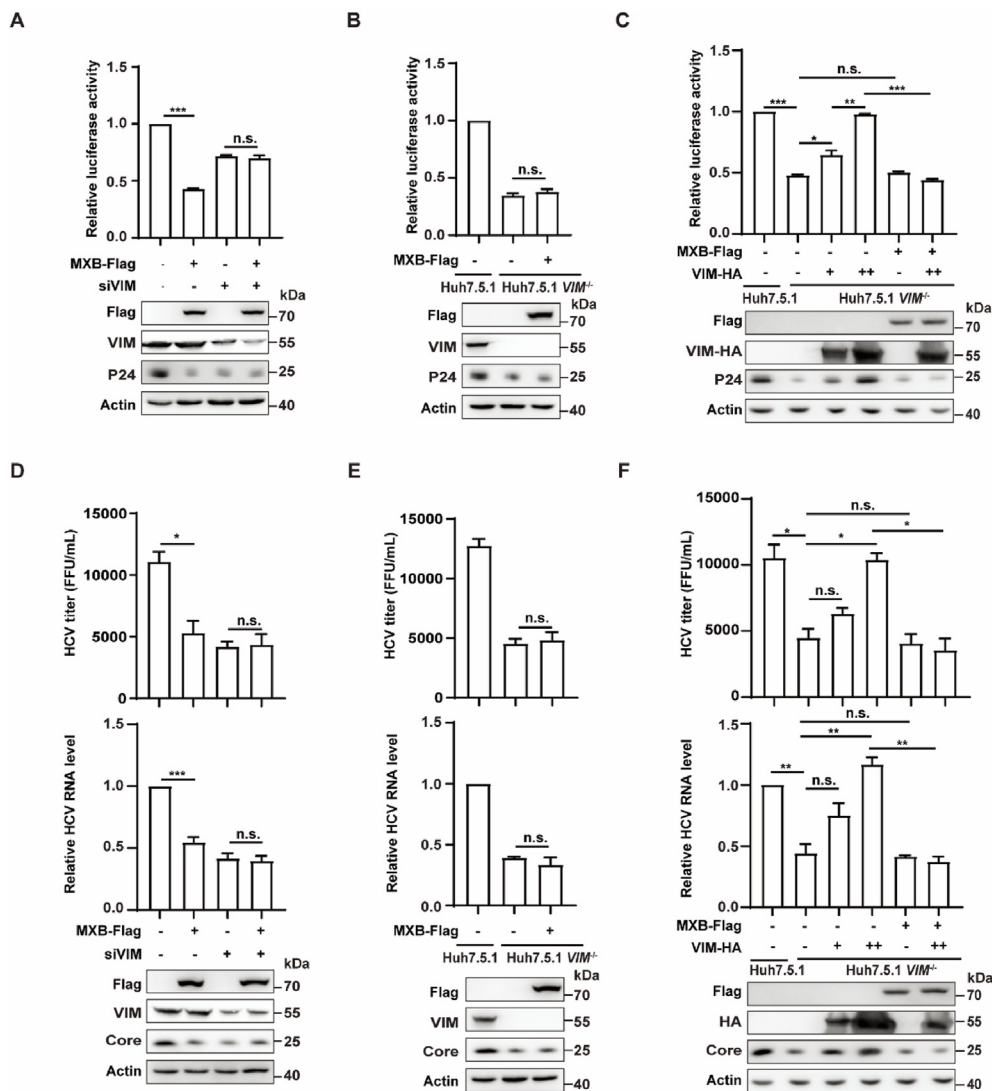 A
Relative luciferase activity
1.5
1.0
0.5
0.0
***
n.s.
MXB-Flag - + - +
siVIM - - + +
kDa
Flag 70
VIM 55
P24 25
Actin 40
B
Relative luciferase activity
1.5
1.0
0.5
0.0
n.s.
MXB-Flag - - +
Huh7.5.1 Huh7.5.1 VIM-/-
kDa
Flag 70
VIM 55
P24 25
Actin 40
C
Relative luciferase activity
1.5
1.0
0.5
0.0
n.s.
*** ** ***
*
MXB-Flag - - - - + +
VIM-HA - - + ++ - ++
Huh7.5.1 Huh7.5.1 VIM-/-
kDa
Flag 70
VIM-HA 55
P24 25
Actin 40
D
HCV titer (FFU/mL)
15000
10000
5000
0
*
n.s.
Relative HCV RNA level
1.5
1.0
0.5
0.0
***
n.s.
MXB-Flag - + - +
siVIM - - + +
kDa
Flag 70
VIM 55
Core 25
Actin 40
E
HCV titer (FFU/mL)
15000
10000
5000
0
n.s.
Relative HCV RNA level
1.5
1.0
0.5
0.0
n.s.
MXB-Flag - - +
Huh7.5.1 Huh7.5.1 VIM-/-
kDa
Flag 70
VIM 55
Core 25
Actin 40
F
HCV titer (FFU/mL)
15000
10000
5000
0
n.s.
* * *
n.s.
Relative HCV RNA level
1.5
1.0
0.5
0.0
n.s.
**
** n.s. **
MXB-Flag - - - - + +
VIM-HA - - + ++ - ++
Huh7.5.1 Huh7.5.1 VIM-/-
kDa
Flag 70
HA 55
Core 25
Actin 40